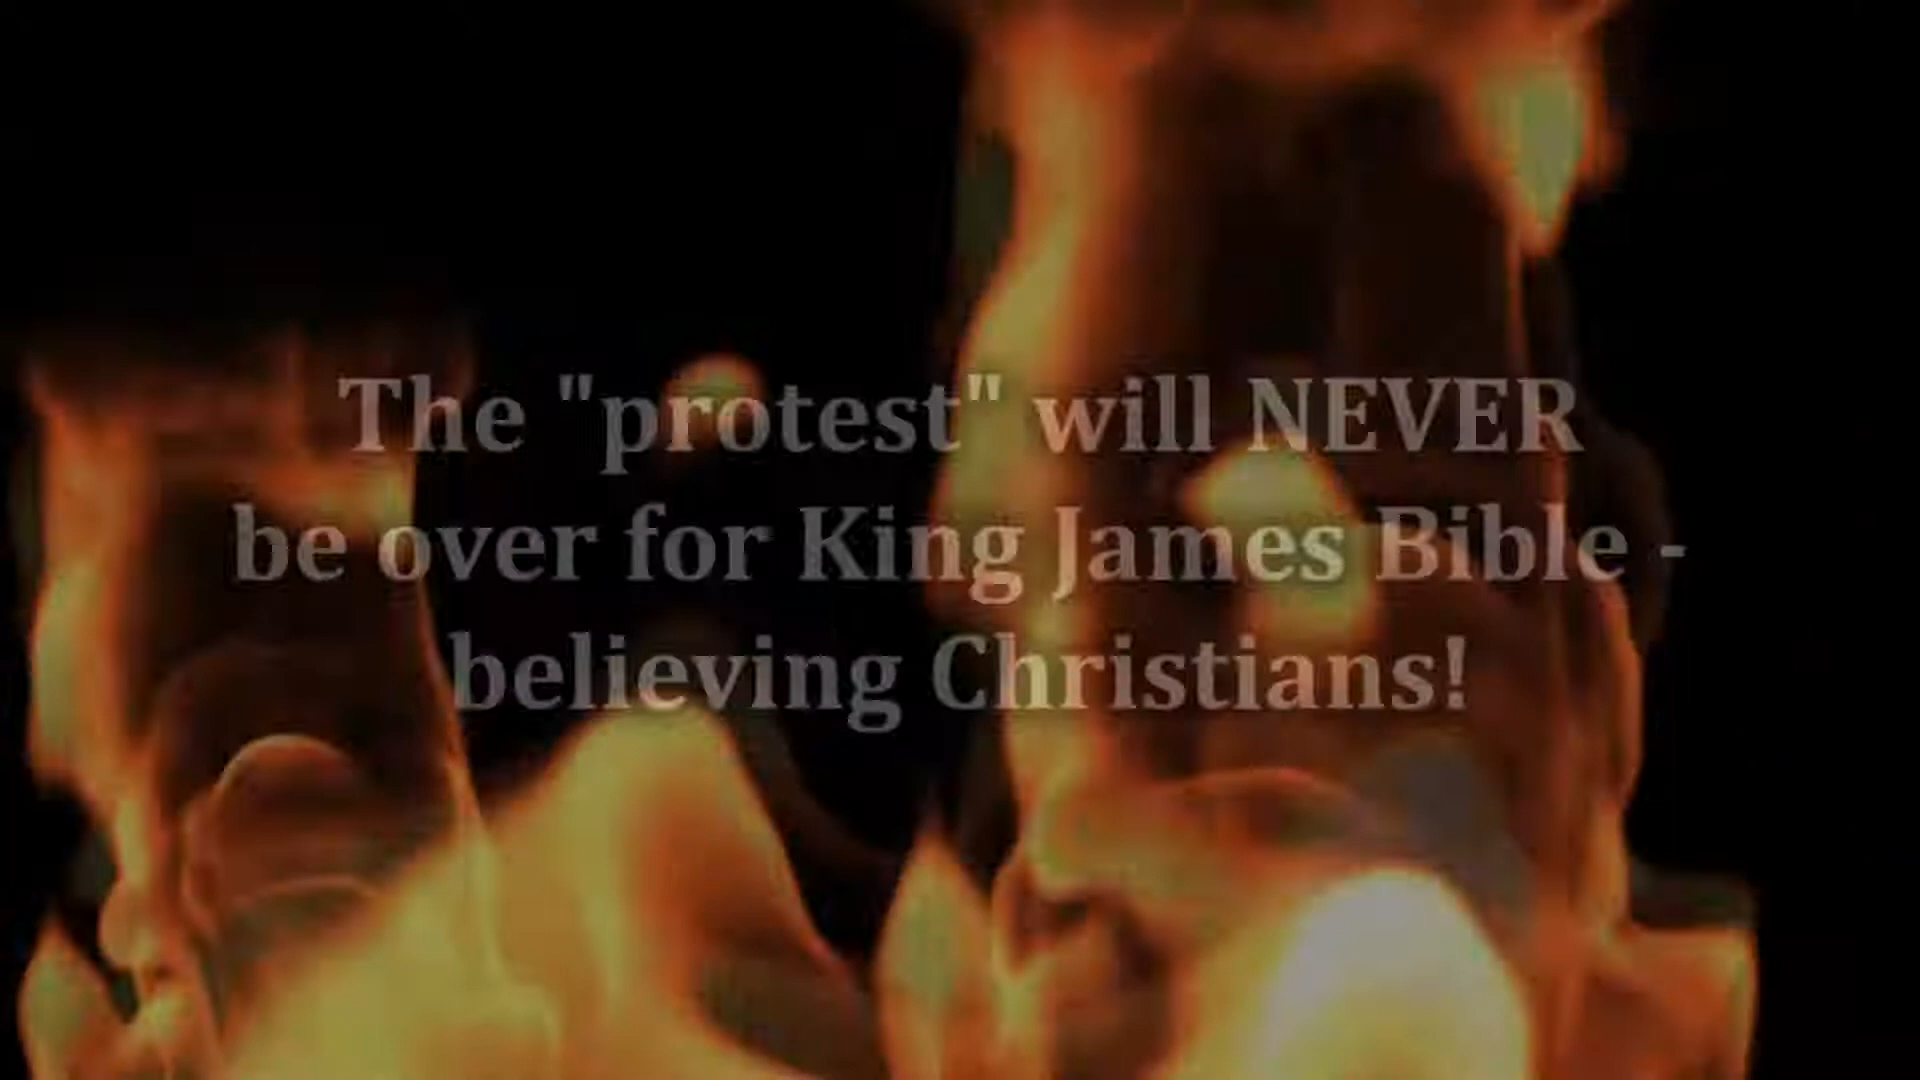 The "protest" will NEVER
be over for King James Bible -
believing Christians!